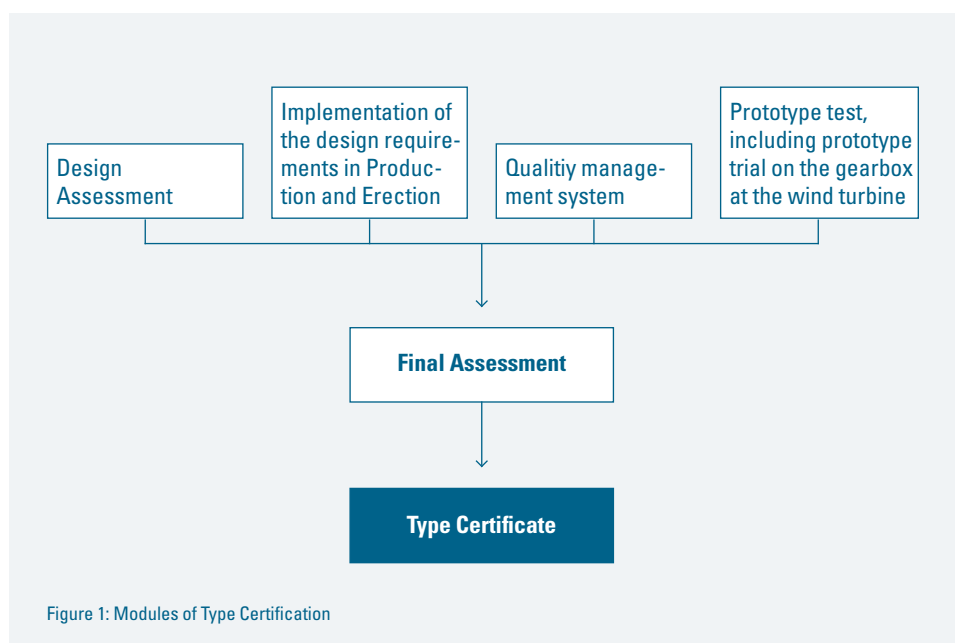 Design
Assessment
Implementation of
the design require-
ments in Produc-
tion and Erection
Qualitiy manage-
ment system
Prototype test,
including prototype
trial on the gearbox
at the wind turbine
Final Assessment
Type Certificate
Figure 1: Modules of Type Certification